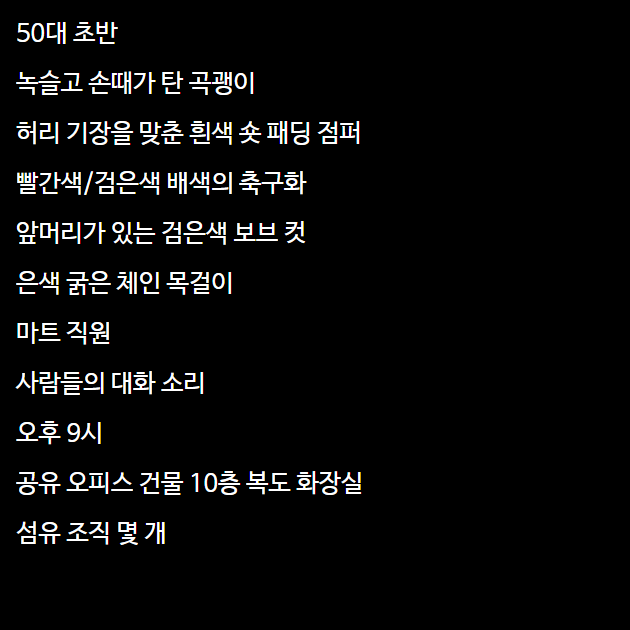 50대 초반
녹슬고 손때가 탄 곡괭이
허리 기장을 맞춘 흰색 숏 패딩 점퍼
빨간색/검은색 배색의 축구화
앞머리가 있는 검은색 보브 컷
은색 굵은 체인 목걸이
마트 직원
사람들의 대화 소리
오후 9시
공유 오피스 건물 10층 복도 화장실
섬유 조직 몇 개